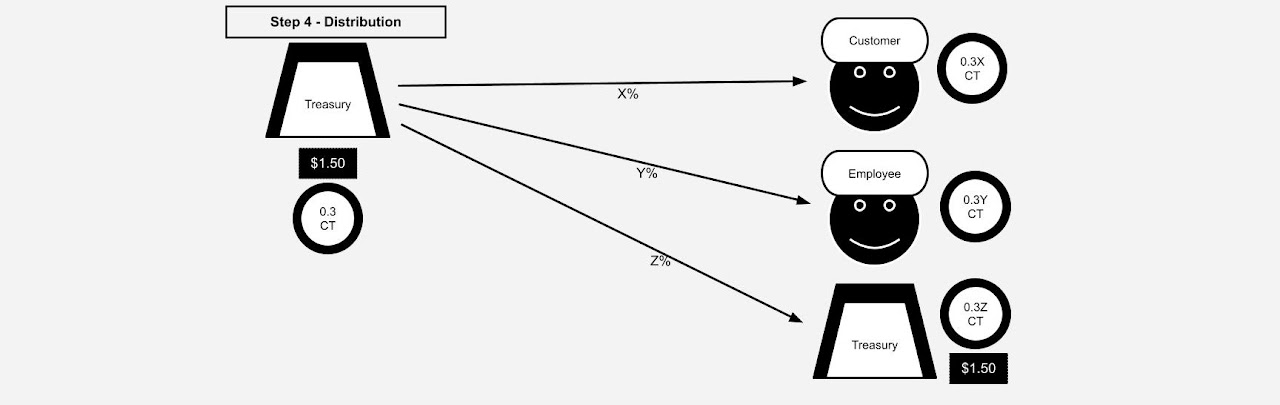 Step 4 - Distribution
Treasury
$1.50
0.3
CT
X%
Y%
Z%
Customer
0.3X
CT
Employee
0.3Y
CT
Treasury
0.3Z
CT
$1.50